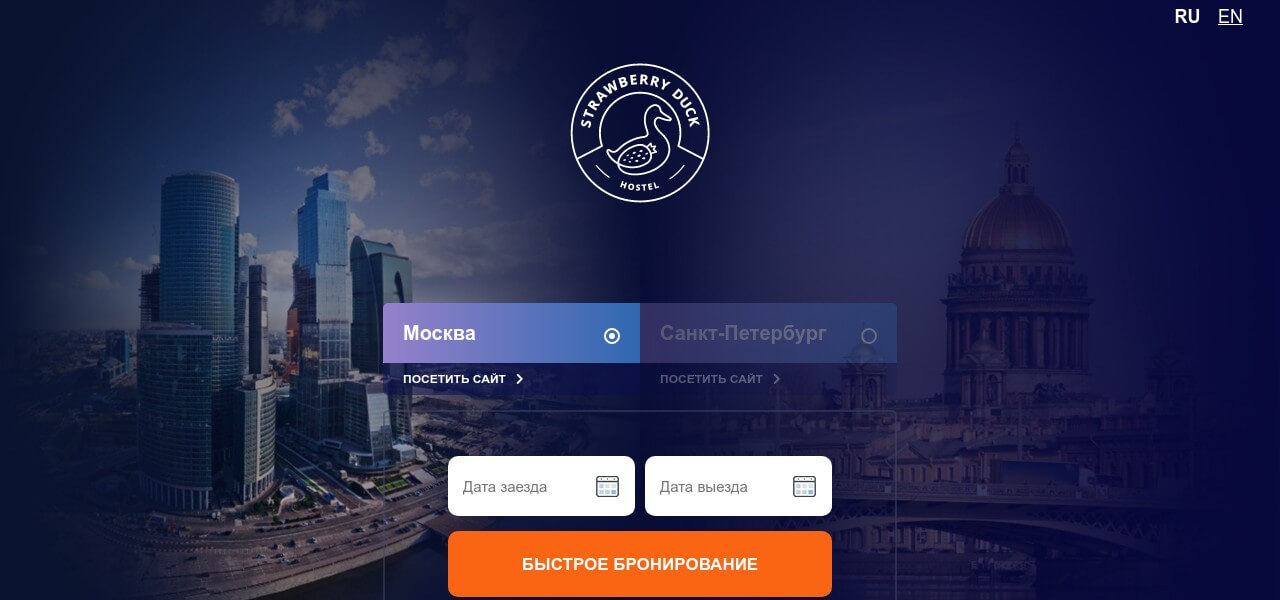 RU EN
STRAWBERRY DUCK
HOSTEL
Москва
Санкт-Петербург
ПОСЕТИТЬ САЙТ
ПОСЕТИТЬ САЙТ
Дата заезда
Дата выезда
БЫСТРОЕ БРОНИРОВАНИЕ